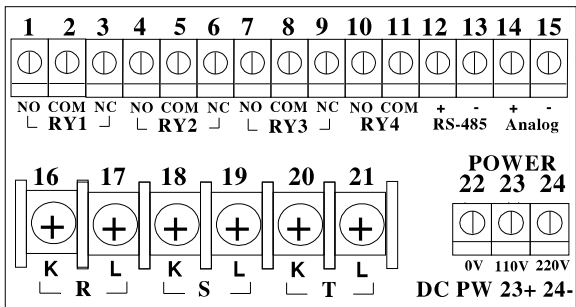 1 2 3 4 5 6 7 8 9 10 11 12 13 14 15
NO COM NC NO COM NC NO COM NC NO COM + - + -
RY1 RY2 RY3 RY4 RS-485 Analog
POWER
16 17 18 19 20 21 22 23 24
0V 110V 220V
K L K L K L
R S T DC PW 23+ 24-